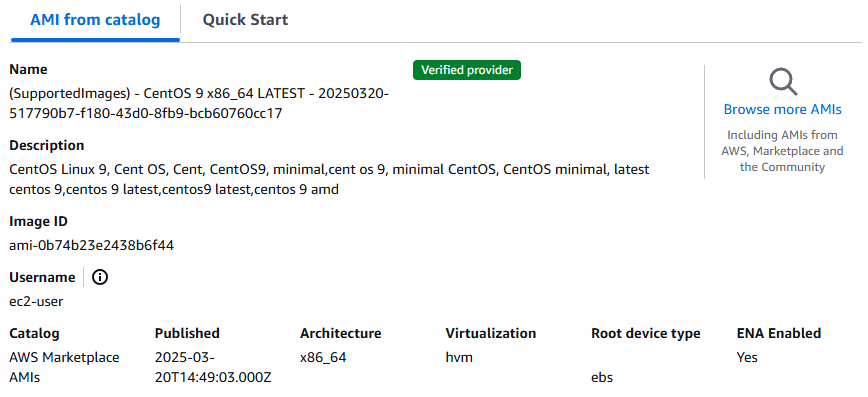 AMI from catalog
Quick Start
Name
Verified provider
(SupportedImages) - CentOS 9 x86_64 LATEST - 20250320-
517790b7-f180-43d0-8fb9-bcb60760cc17
Browse more AMIs
Including AMIs from
AWS, Marketplace and
the Community
Description
CentOS Linux 9, Cent OS, Cent, CentOS9, minimal,cent os 9, minimal CentOS, CentOS minimal, latest
centos 9,centos 9 latest,centos9 latest,centos 9 amd
Image ID
ami-0b74b23e2438b6f44
Username
ec2-user
Catalog
AWS Marketplace
AMIs
Published
2025-03-
20T14:49:03.000Z
Architecture
x86_64
Virtualization
hvm
Root device type
ebs
ENA Enabled
Yes